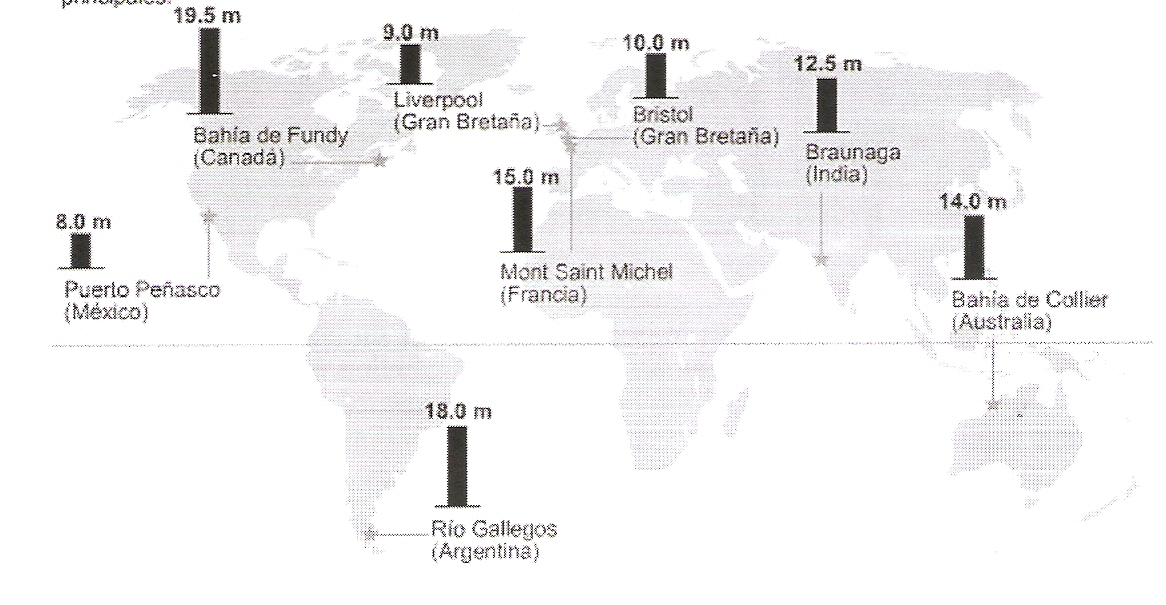 principales.
19.5 m
Bahía de Fundy
(Canadá)
9.0 m
Liverpool
(Gran Bretaña)
10.0 m
Bristol
(Gran Bretaña)
12.5 m
Braunaga
(India)
15.0 m
Mont Saint Michel
(Francia)
14.0 m
Bahía de Collier
(Australia)
8.0 m
Puerto Peñasco
(México)
18.0 m
Río Gallegos
(Argentina)